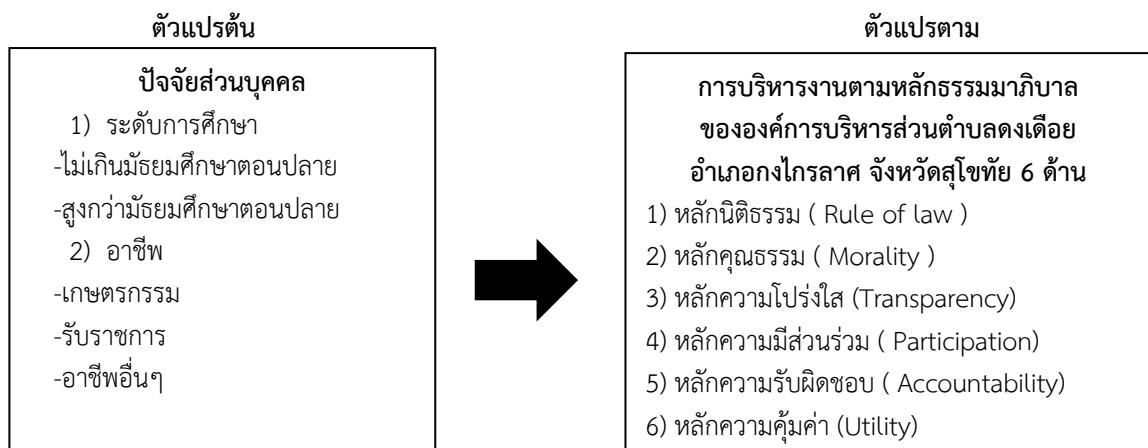 ตัวแปรต้น
ปัจจัยส่วนบุคคล
1) ระดับการศึกษา
-ไม่เกินมัธยมศึกษาตอนปลาย
-สูงกว่ามัธยมศึกษาตอนปลาย
2) อาชีพ
-เกษตรกรรม
-รับราชการ
-อาชีพอื่นๆ
ตัวแปรตาม
การบริหารงานตามหลักธรรมมาภิบาล
ขององค์การบริหารส่วนตำบลดงเดือย
อำเภอกงไกรลาศ จังหวัดสุโขทัย 6 ด้าน
1) หลักนิติธรรม ( Rule of law )
2) หลักคุณธรรม ( Morality )
3) หลักความโปร่งใส (Transparency)
4) หลักความมีส่วนร่วม ( Participation)
5) หลักความรับผิดชอบ ( Accountability)
6) หลักความคุ้มค่า (Utility)